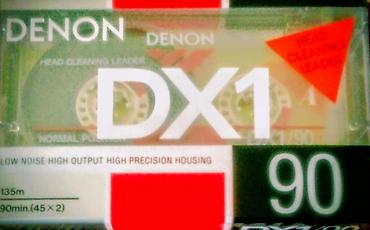 DENON
DENON
HEAD CLEANING LEADER
HEAD
CLEANING
LEADER
DX1
A
NORMAL POSITION
DX1/90
LOW NOISE HIGH OUTPUT HIGH PRECISION HOUSING
90
135m
90min.(45×2)